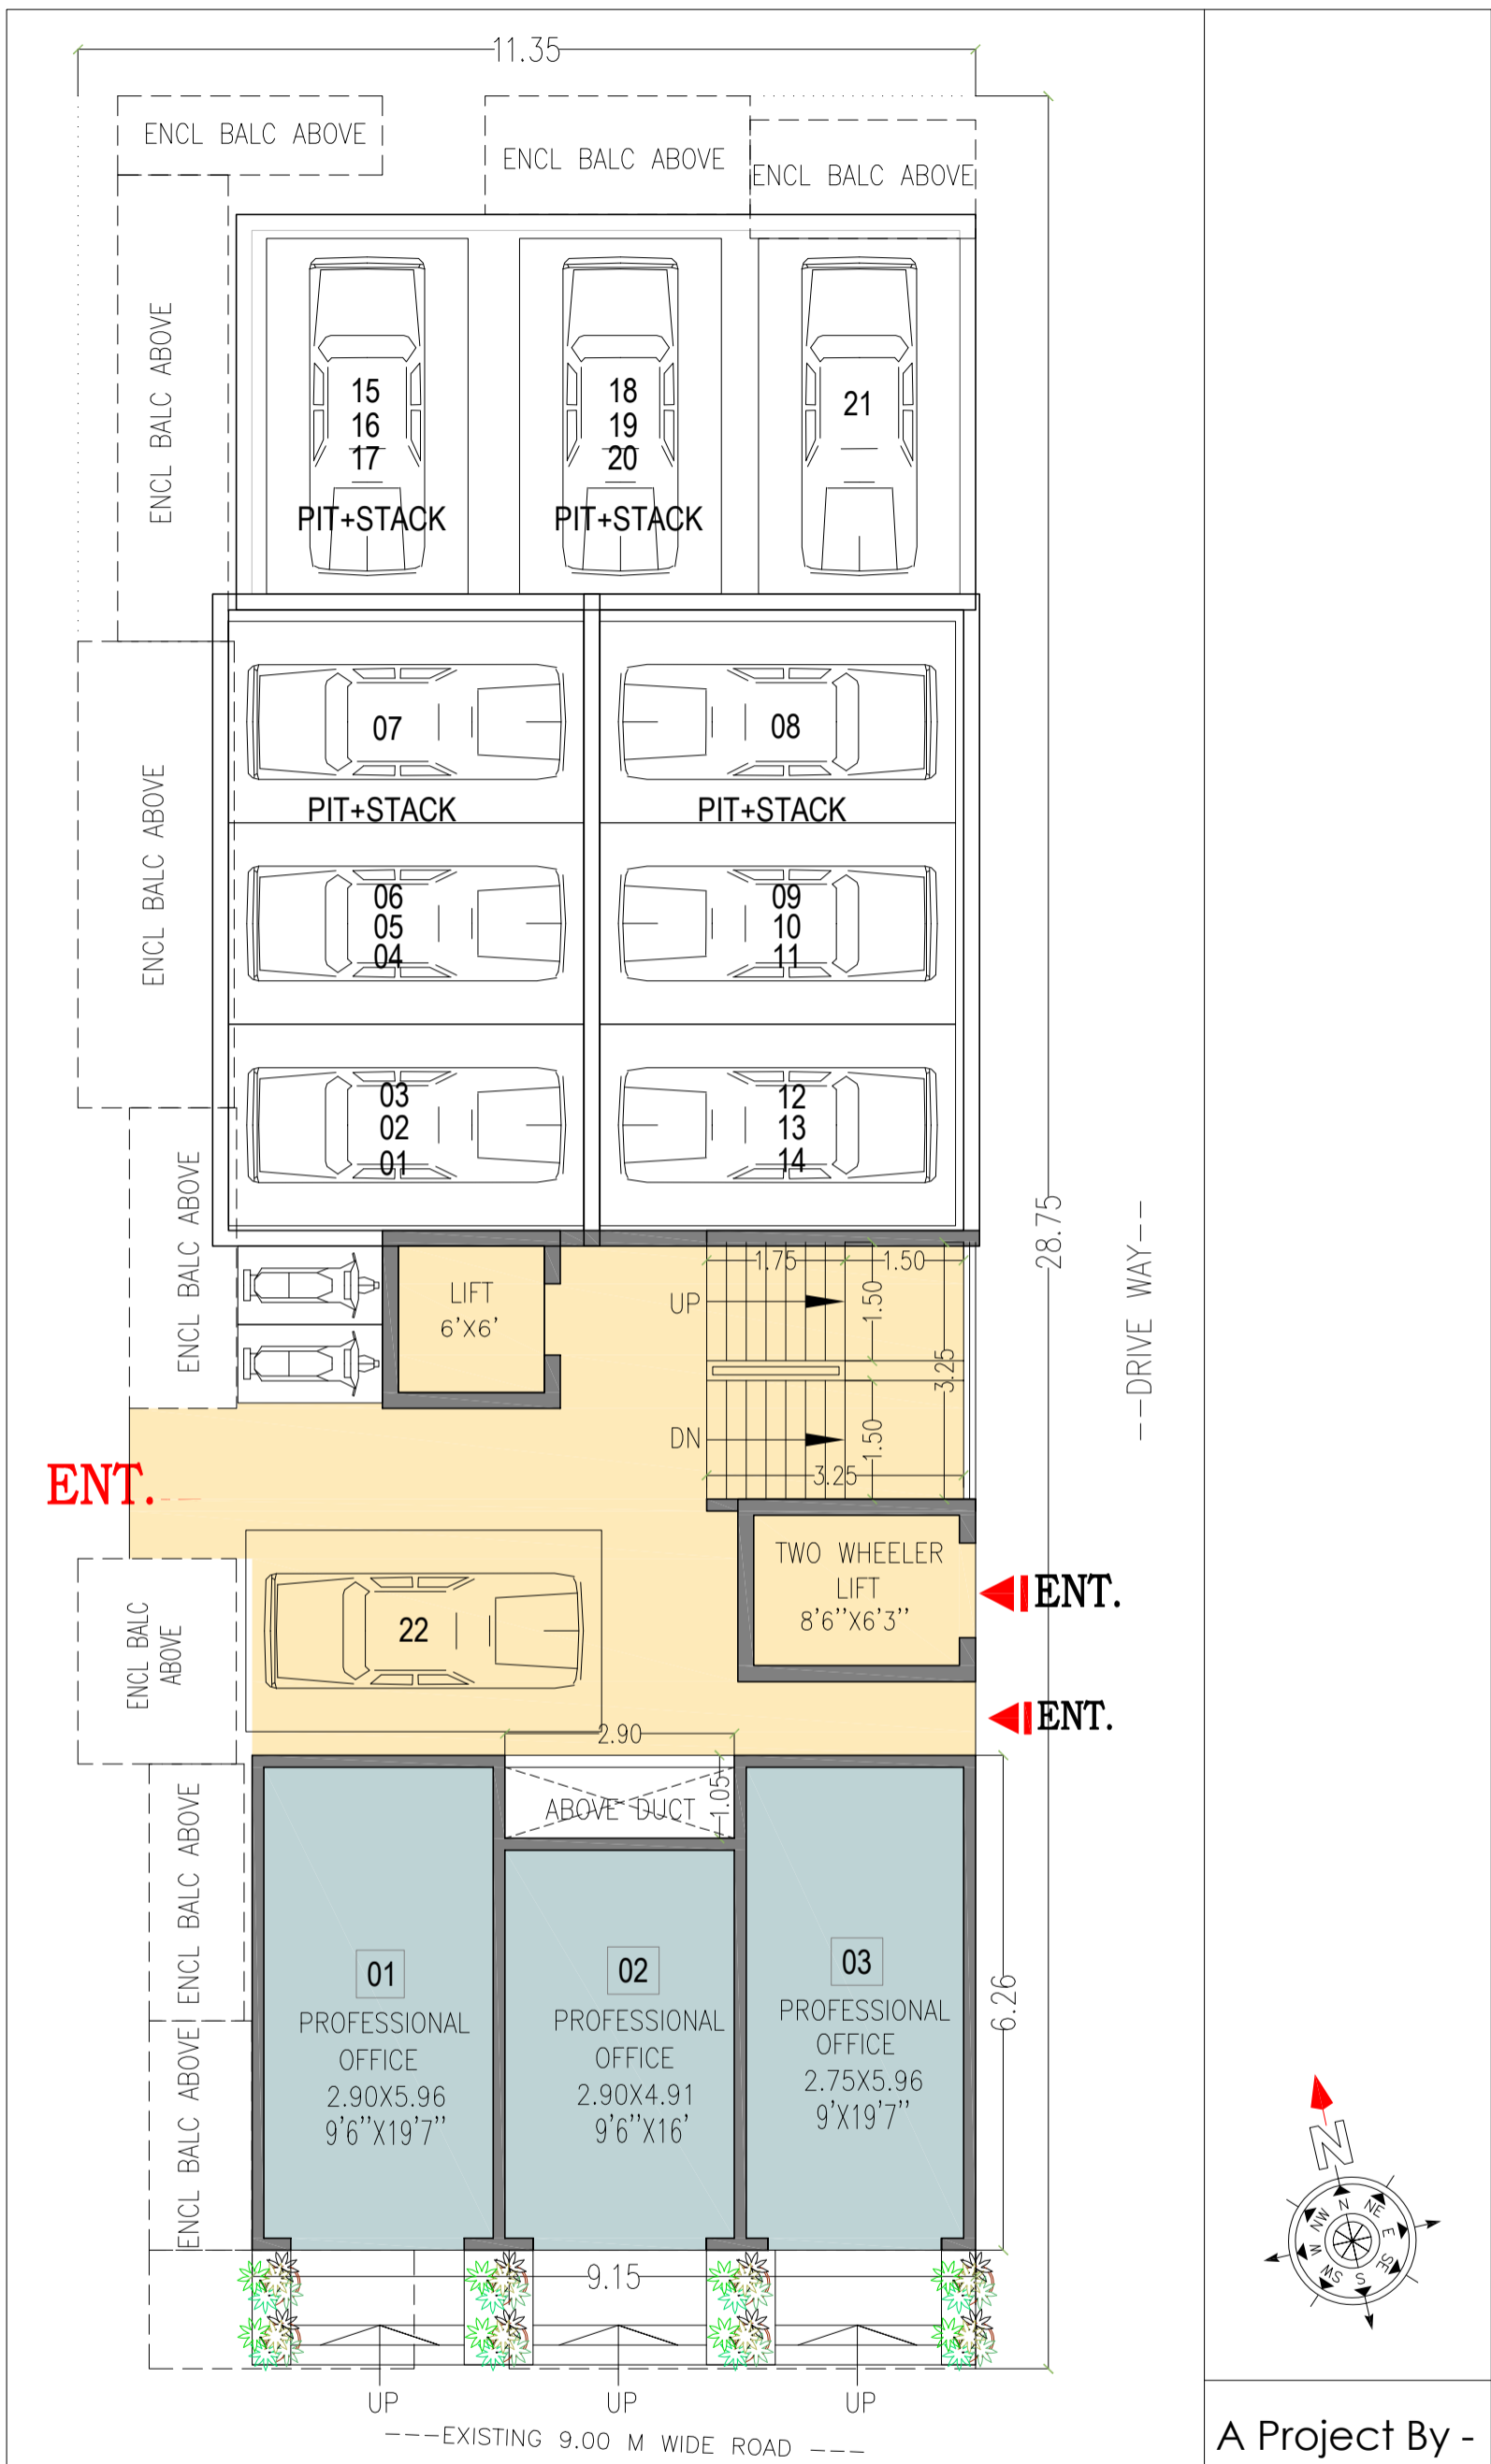 11.35
ENCL BALC ABOVE
ENCL BALC ABOVE
ENCL BALC ABOVE
ENCL BALC ABOVE
15
16
17
PIT+STACK
18
19
20
PIT+STACK
21
ENCL BALC ABOVE
07
PIT+STACK
08
PIT+STACK
06
05
04
09
10
11
03
02
01
12
13
14
ENCL BALC ABOVE
28.75
---DRIVE WAY---
LIFT
6'X6'
1.75
1.50
UP
1.50
3.25
DN
1.50
3.25
ENT.
TWO WHEELER
LIFT
8'6''X6'3''
ENT.
22
ENCL BALC
ABOVE
ENT.
2.90
1.05
ABOVE DUCT
ENCL BALC ABOVE
ENCL BALC ABOVE
01
PROFESSIONAL
OFFICE
2.90X5.96
9'6''X19'7''
02
PROFESSIONAL
OFFICE
2.90X4.91
9'6''X16'
03
PROFESSIONAL
OFFICE
2.75X5.96
9'X19'7''
6.26
9.15
UP
UP
UP
---EXISTING 9.00 M WIDE ROAD ---
N
N
NE
E
SE
S
SW
W
NW
A Project By -